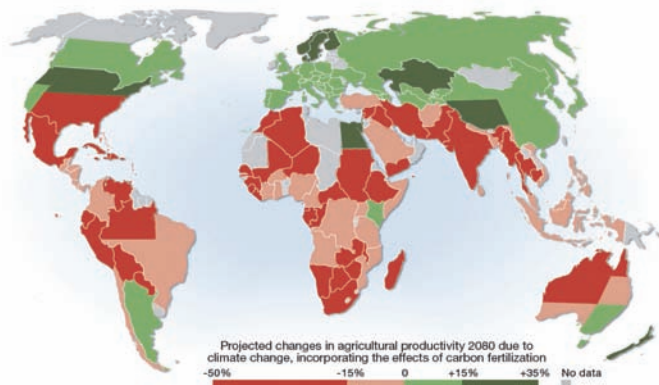 Projected changes in agricultural productivity 2080 due to
climate change, incorporating the effects of carbon fertilization
-50% -15% 0 +15% +35% No data